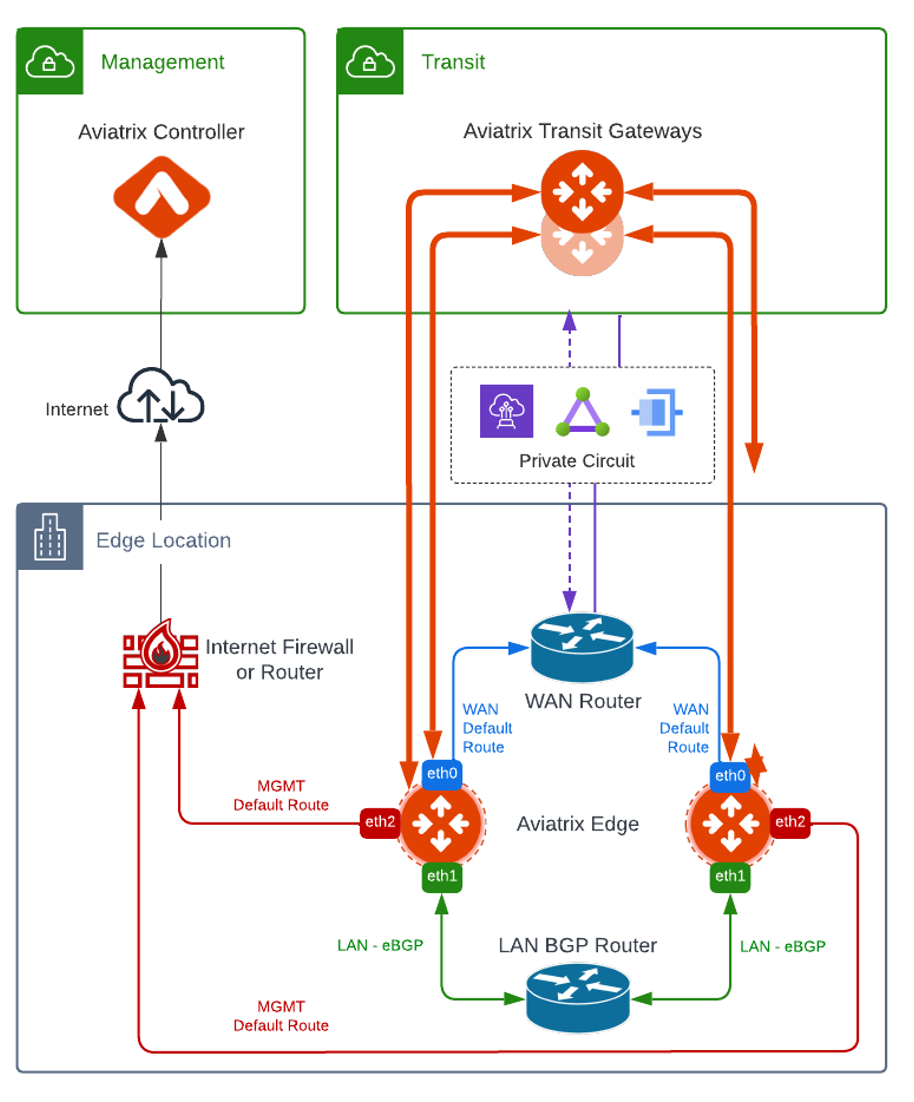 Management
Transit
Aviatrix Controller
Aviatrix Transit Gateways
Internet
Private Circuit
Edge Location
Internet Firewall
or Router
WAN Router
WAN
Default
Route
WAN
Default
Route
eth0
eth0
MGMT
Default Route
eth2
Aviatrix Edge
eth2
eth1
eth1
LAN - eBGP
LAN BGP Router
LAN - eBGP
MGMT
Default Route